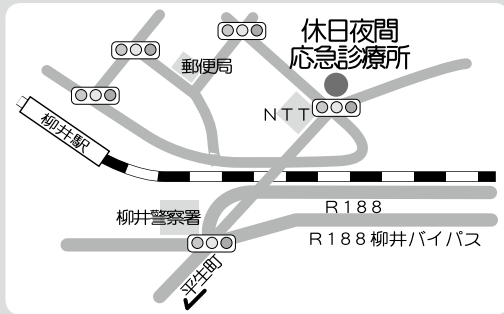 休日夜間
応急診療所
郵便局
NTT
柳井駅
柳井警察署
R188
R188柳井バイパス
平生町